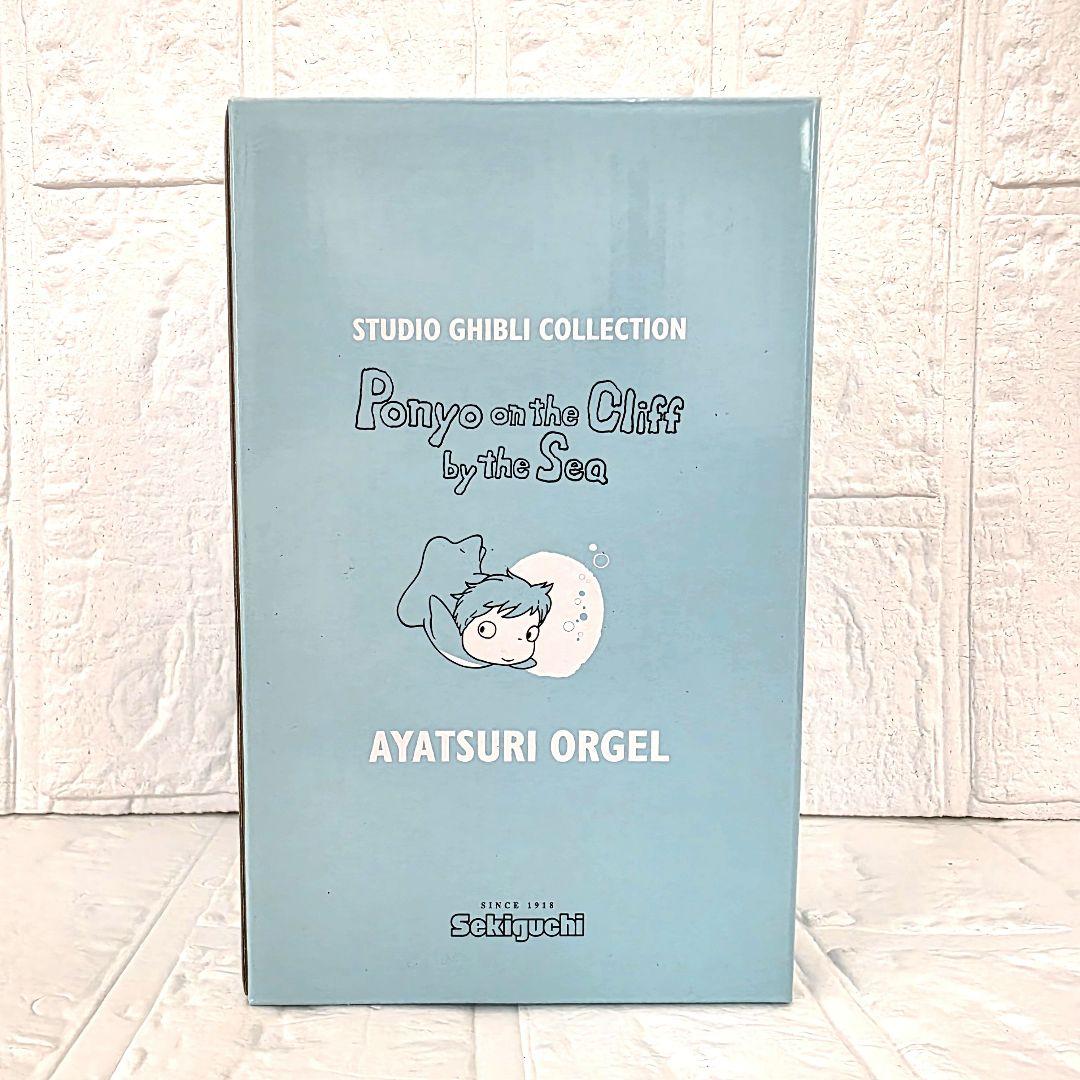 STUDIO GHIBLI COLLECTION
Ponyo on the Cliff
by the Sea
AYATSURI ORGEL
SINCE 1918
Sekiguchi